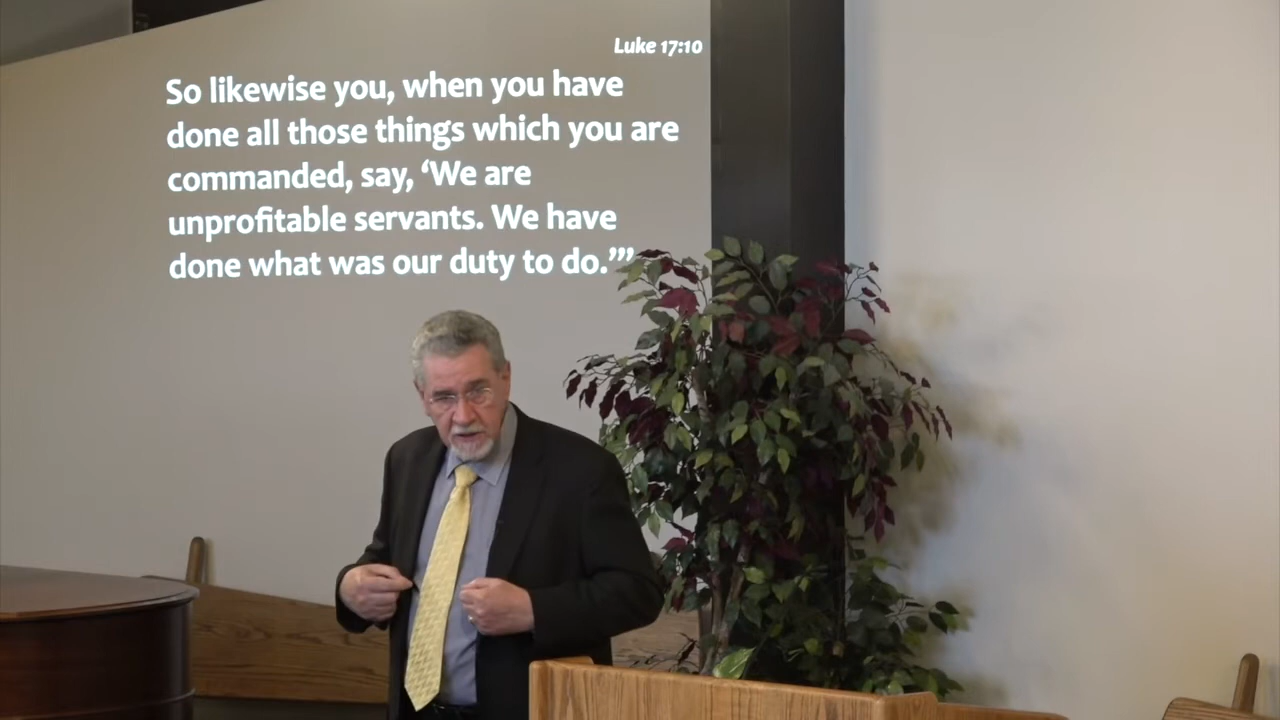 Luke 17:10
So likewise you, when you have
done all those things which you are
commanded, say, ‘We are
unprofitable servants. We have
done what was our duty to do.’”